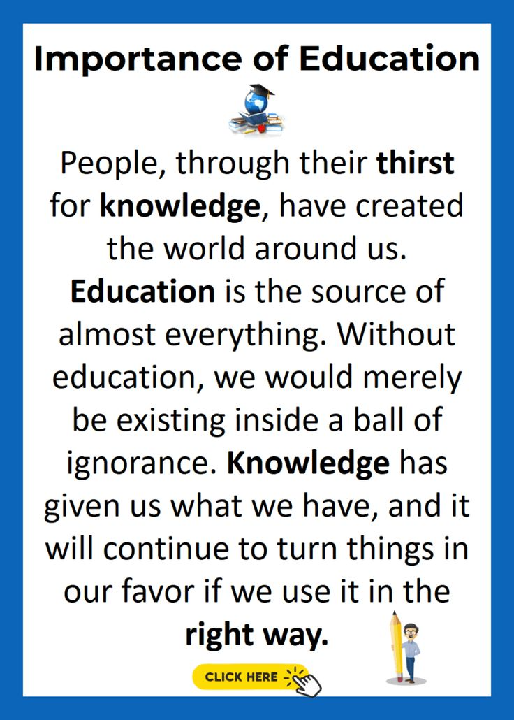 Importance of Education
People, through their thirst
for knowledge, have created
the world around us.
Education is the source of
almost everything. Without
education, we would merely
be existing inside a ball of
ignorance. Knowledge has
given us what we have, and it
will continue to turn things in
our favor if we use it in the
right way.
CLICK HERE